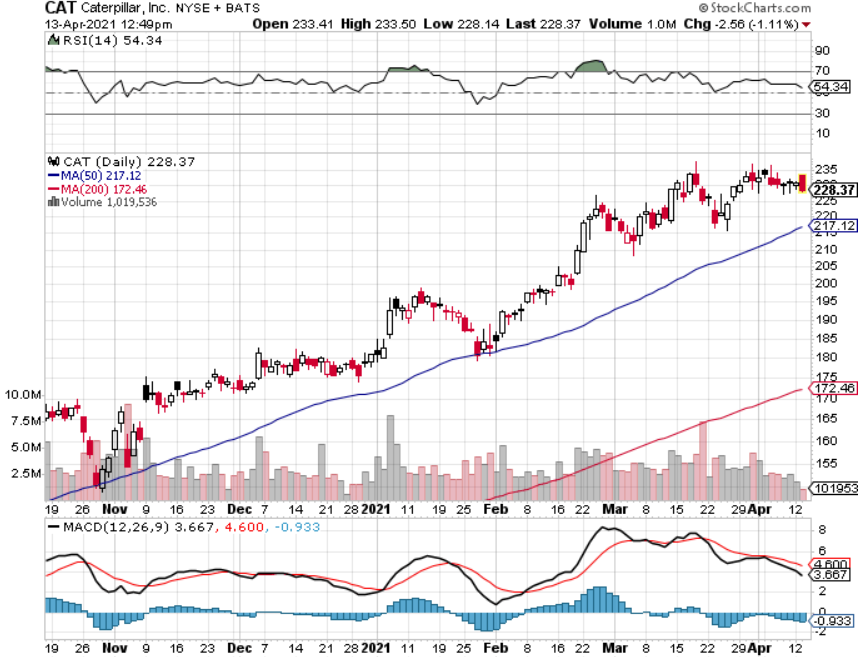 CAT Caterpillar, Inc. NYSE + BATS
© StockCharts.com
13-Apr-2021 12:49pm
Open 233.41 High 233.50 Low 228.14 Last 228.37 Volume 1.0M Chg -2.56 (-1.11%)
RSI(14) 54.34
90
70
54.34
30
10
CAT (Daily) 228.37
MA(50) 217.12
MA(200) 172.46
Volume 1,019,536
235
228.37
225
220
217.12
215
210
205
200
195
190
185
180
175
172.46
170
165
160
155
10.0M
7.5M
5.0M
2.5M
101953
19 26 Nov 9 16 23 Dec 7 14 21 28 2021 11 19 25 Feb 8 16 22 Mar 8 15 22 29 Apr 12
MACD(12,26,9) 3.667, 4.600, -0.933
8
6
4.600
3.667
2
0
-0.933
-2
19 26 Nov 9 16 23 Dec 7 14 21 28 2021 11 19 25 Feb 8 16 22 Mar 8 15 22 29 Apr 12